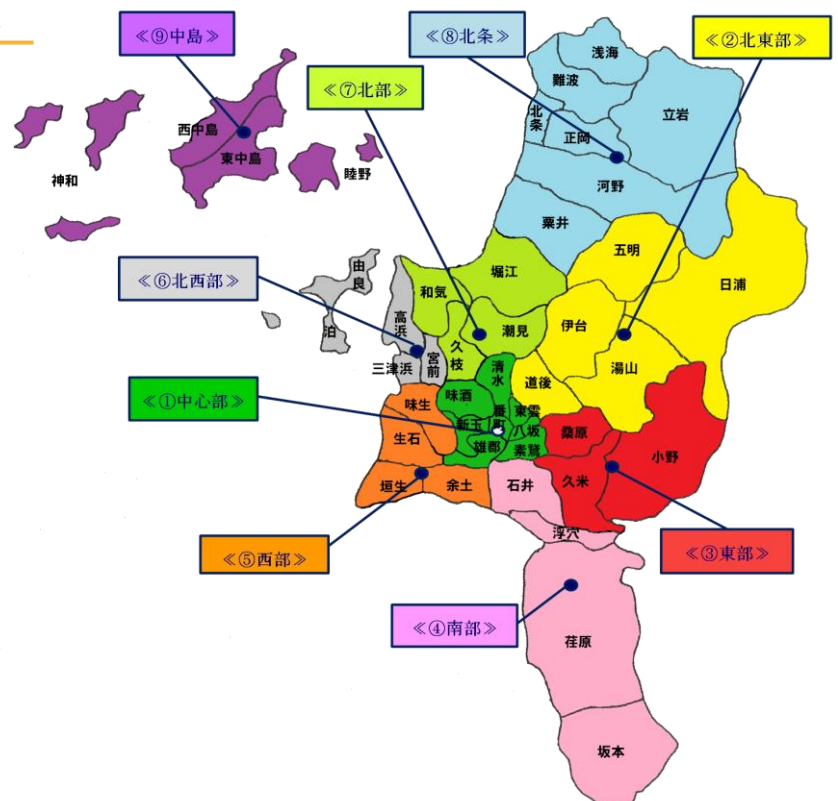 ≪⑨中島≫
≪⑧北条≫
≪②北東部≫
≪⑦北部≫
浅海
難波
立岩
北条
正岡
西中島
東中島
睦野
神和
河野
粟井
五明
日浦
由良
堀江
≪⑥北西部≫
和気
高浜
伊台
潮見
泊
久枝
宮前
三津浜
清水
湯山
道後
≪①中心部≫
味酒
味生
番町
東雲
新玉
八坂
桑原
生石
雄郡
素鵞
小野
石井
久米
垣生
余土
浮穴
≪⑤西部≫
≪③東部≫
≪④南部≫
荏原
坂本